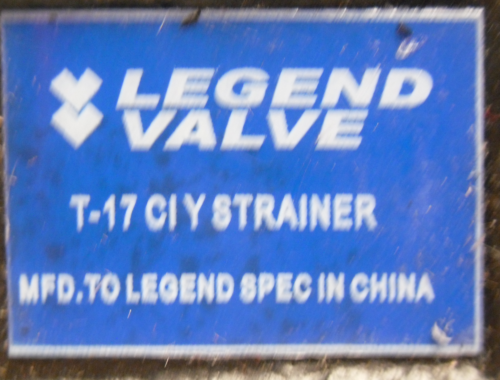 LEGEND
VALVE
T-17 CI Y STRAINER
MFD. TO LEGEND SPEC IN CHINA